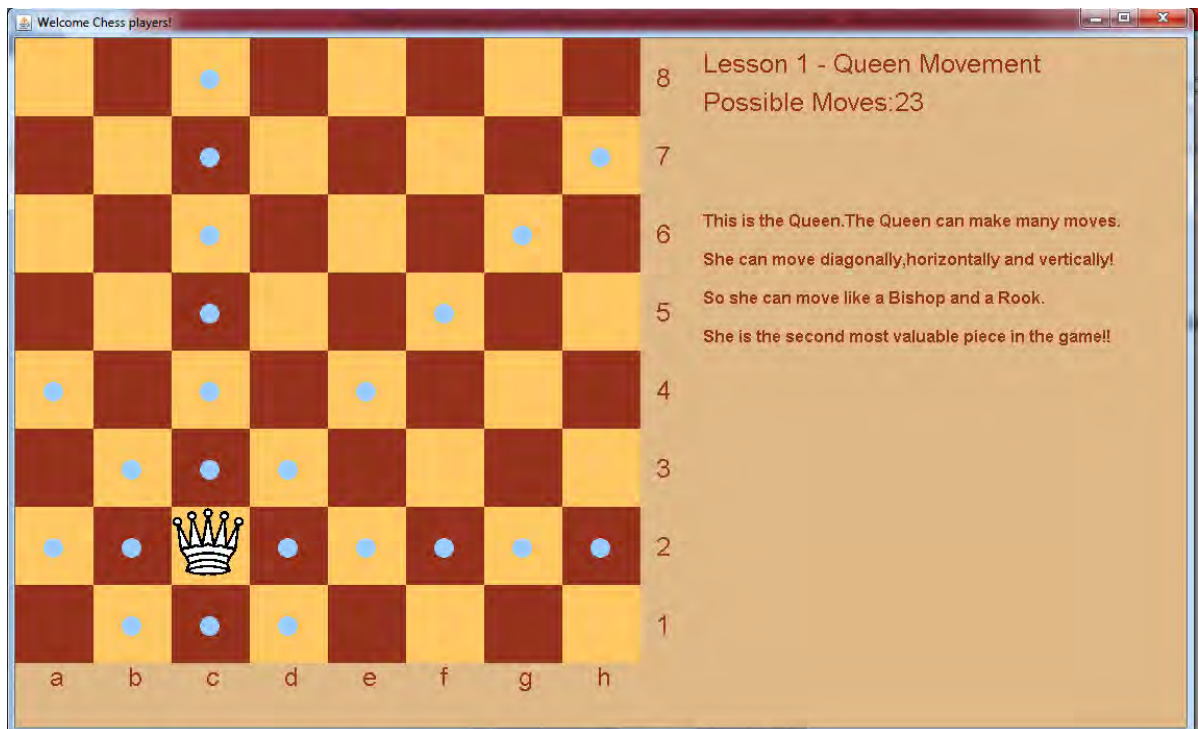 Welcome Chess players!
Lesson 1 - Queen Movement
Possible Moves:23
This is the Queen.The Queen can make many moves.
She can move diagonally,horizontally and vertically!
So she can move like a Bishop and a Rook.
She is the second most valuable piece in the game!!
8
7
6
5
4
3
2
1
a b c d e f g h